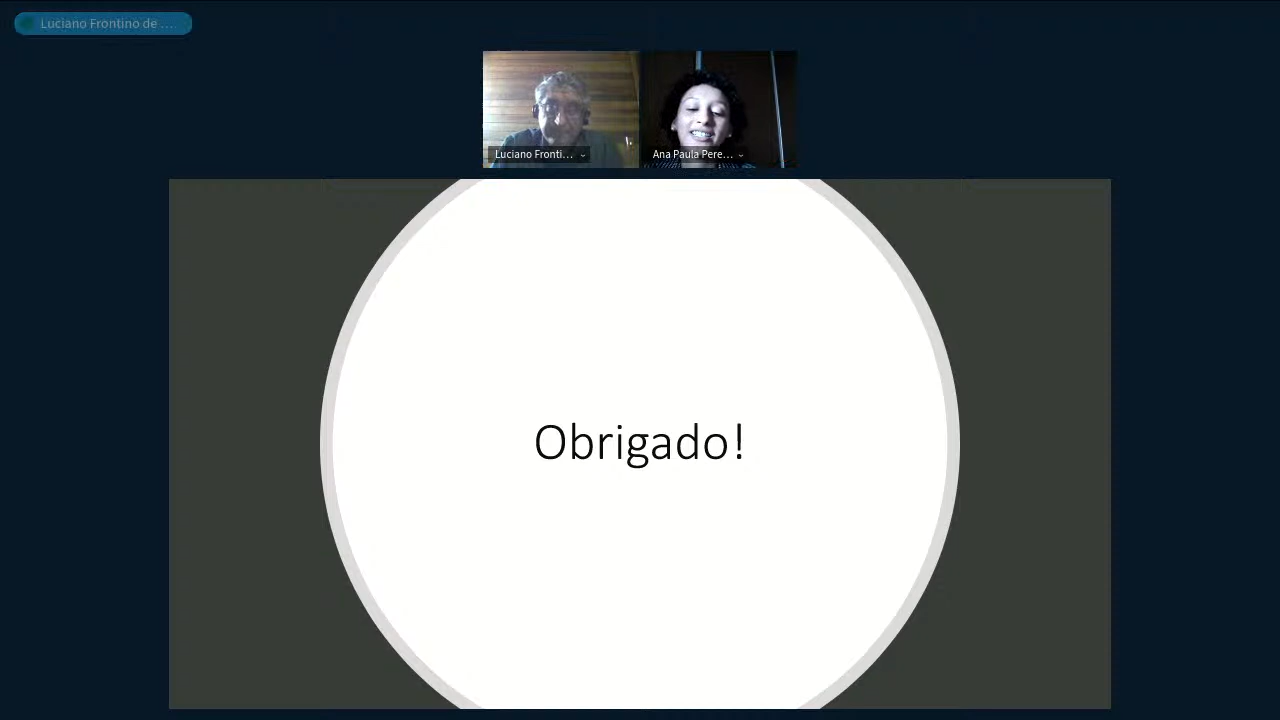 Luciano Frontino de ....
Luciano Fronti...
Ana Paula Pere...
Obrigado!